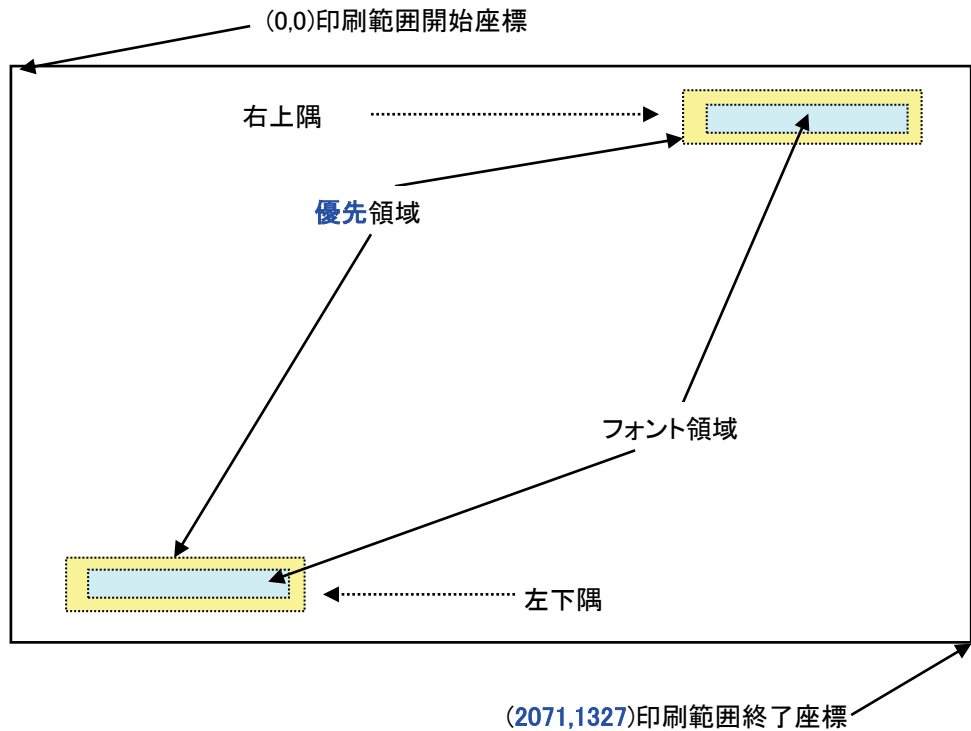 (0,0)印刷範囲開始座標
右上隅
優先領域
フォント領域
左下隅
(2071,1327)印刷範囲終了座標